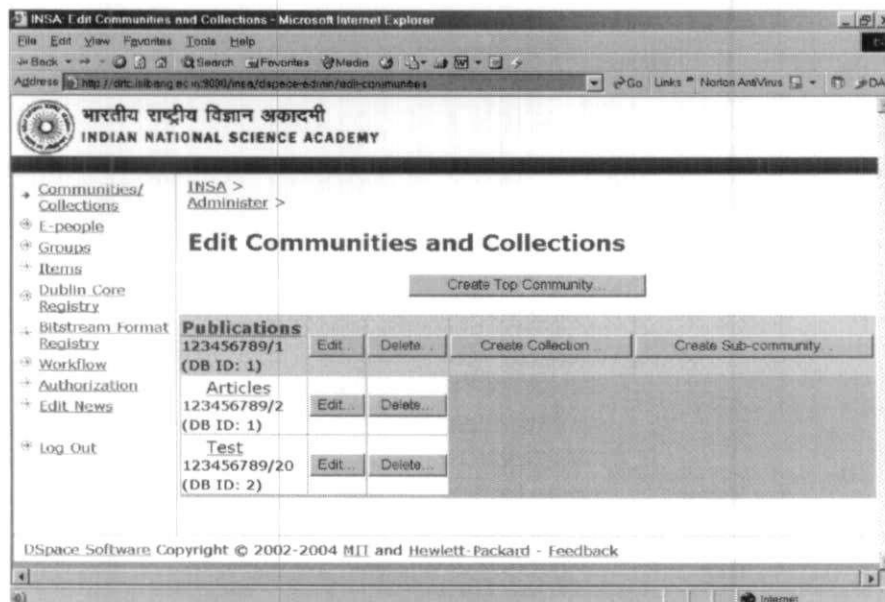 INSA: Edit Communities and Collections - Microsoft Internet Explorer
File Edit View Favorites Tools Help
Back Search Favorites Media
Address Go Links Norton AntiVirus
भारतीय राष्ट्रीय विज्ञान अकादमी
INDIAN NATIONAL SCIENCE ACADEMY
Communities/
Collections
E-people
Groups
Items
Dublin Core
Registry
Bitstream Format
Registry
Workflow
Authorization
Edit News
Log Out
INSA >
Administer >
Edit Communities and Collections
Create Top Community...
Publications
123456789/1
(DB ID: 1)
Edit... Delete... Create Collection... Create Sub-community...
Articles
123456789/2
(DB ID: 1)
Edit... Delete...
Test
123456789/20
(DB ID: 2)
Edit... Delete...
DSpace Software Copyright © 2002-2004 MIT and Hewlett-Packard - Feedback
Internet